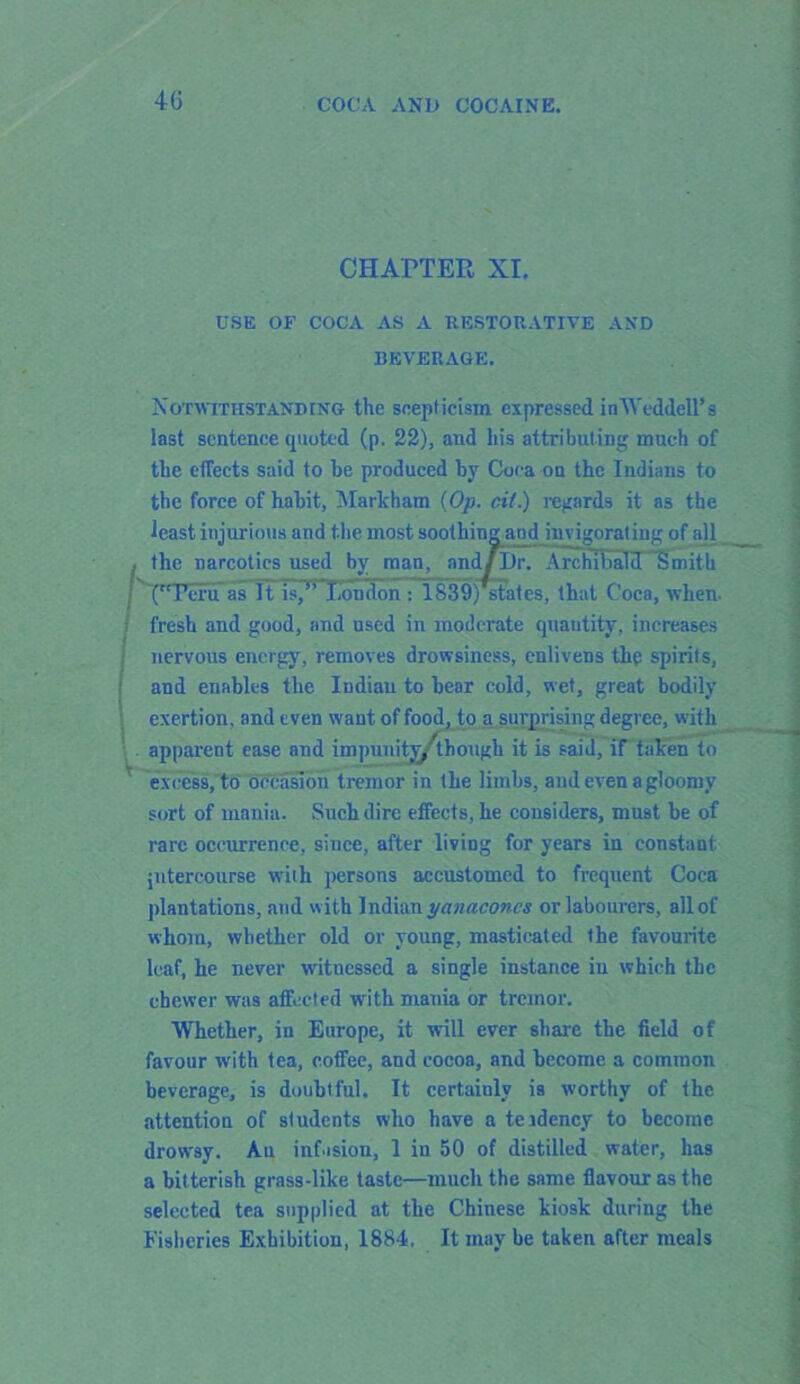 46 COCA AND COCAINE.
CHAPTER XI.
USE OF COCA AS A RESTORATIVE AND
BEVERAGE.
NOTWITHSTANDING the scepticism expressed in Weddell's
last sentence quoted (p. 22), and his attributing much of
the effects said to be produced by Coca on the Indians to
the force of habit, Markham (Op. cit.) regards it as the
least injurious and the most soothing and invigorating of all
the narcotics used by man, and Dr. Archibald Smith
("Peru as It is," London: 1839) states, that Coca, when
fresh and good, and used in moderate quantity, increases
nervous energy, removes drowsiness, enlivens the spirits,
and enables the Indian to bear cold, wet, great bodily
exertion, and even want of food, to a surprising degree, with
apparent ease and impunity, though it is said, if taken to
excess, to occasion tremor in the limbs, and even a gloomy
sort of mania. Such dire effects, he considers, must be of
rare occurrence, since, after living for years in constant
intercourse with persons accustomed to frequent Coca
plantations, and with Indian yanacones or labourers, all of
whom, whether old or young, masticated the favourite
leaf, he never witnessed a single instance in which the
chewer was affected with mania or tremor.
Whether, in Europe, it will ever share the field of
favour with tea, coffee, and cocoa, and become a common
beverage, is doubtful. It certainly is worthy of the
attention of students who have a tendency to become
drowsy. An infusion, 1 in 50 of distilled water, has
a bitterish grass-like taste—much the same flavour as the
selected tea supplied at the Chinese kiosk during the
Fisheries Exhibition, 1884. It may be taken after meals